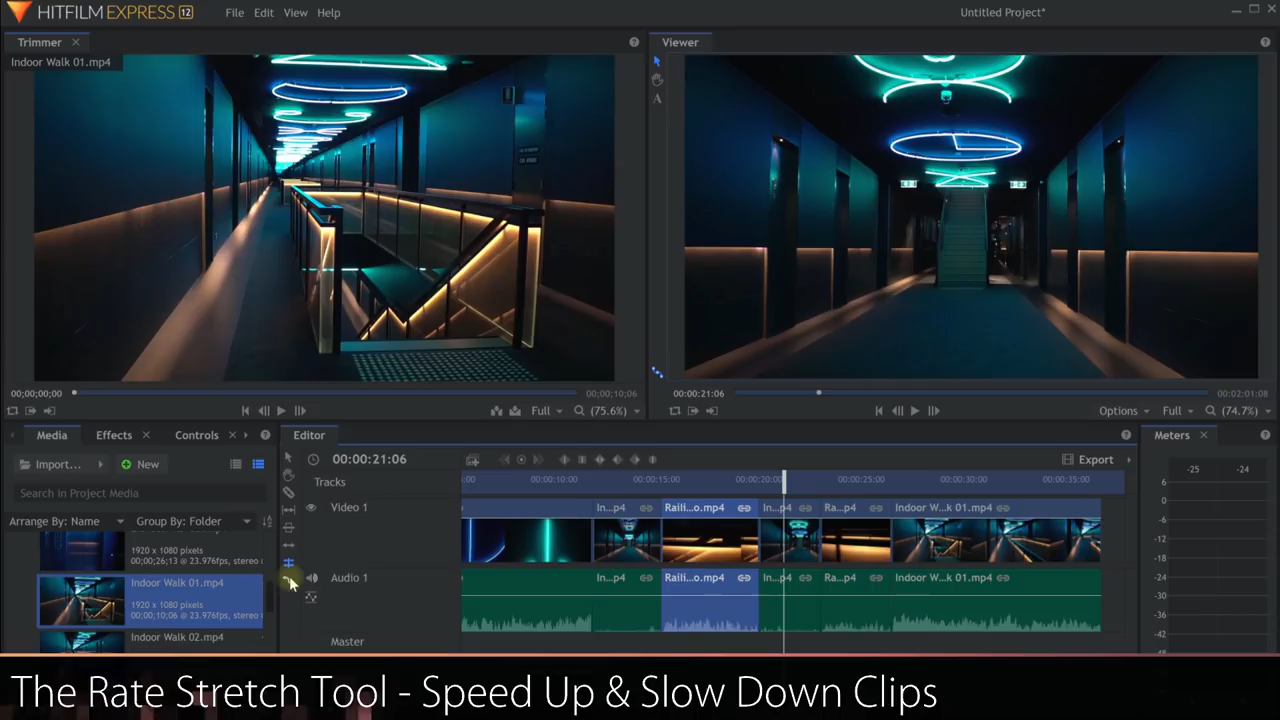 HITFILM EXPRESS 12 File Edit View Help Untitled Project*
Trimmer
Indoor Walk 01.mp4
Viewer
A
00;00;00;00
00;00;10;06
Full
(75.6%)
00:00:21:06
00:02:01:08
Options
Full
(74.7%)
Media
Effects
Controls
Import...
New
Search in Project Media
Arrange By: Name
Group By: Folder
1920 x 1080 pixels
00;00;26;13 @ 23.976fps, stereo
Indoor Walk 01.mp4
1920 x 1080 pixels
00;00;10;06 @ 23.976fps, stereo
Indoor Walk 02.mp4
Editor
00:00:21:06
Export
Tracks
:00 00:00:10:00 00:00:15:00 00:00:20:00 00:00:25:00 00:00:30:00 00:00:35:00
Video 1
In...p4 Raili...o.mp4 In...p4 Ra...p4 Indoor W...k 01.mp4
Audio 1
In...p4 Raili...o.mp4 In...p4 Ra...p4 Indoor W...k 01.mp4
Master
Meters
-25 -24
6
0
-6
-12
-18
-24
-30
-36
-42
The Rate Stretch Tool - Speed Up & Slow Down Clips